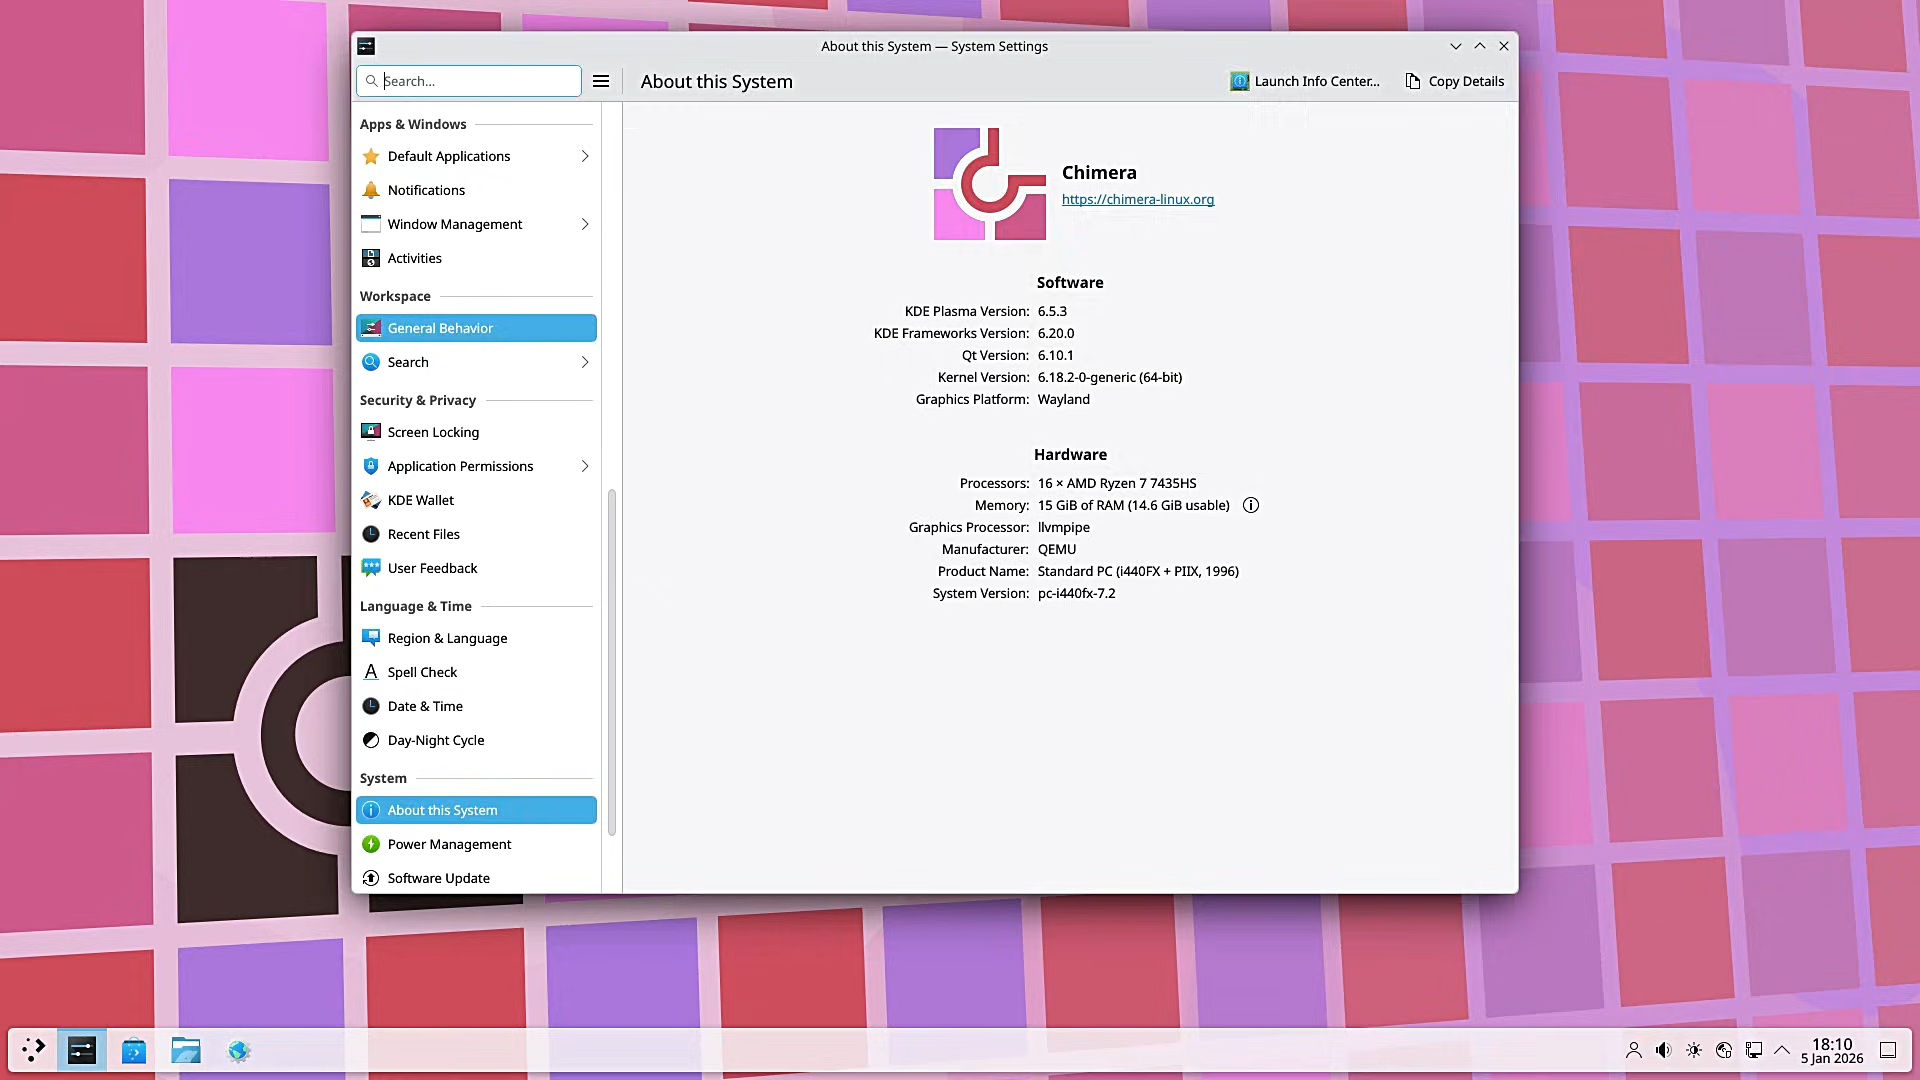 About this System — System Settings
Search...
About this System
Launch Info Center...
Copy Details
Apps & Windows
Default Applications
Notifications
Window Management
Activities
Workspace
General Behavior
Search
Security & Privacy
Screen Locking
Application Permissions
KDE Wallet
Recent Files
User Feedback
Language & Time
Region & Language
Spell Check
Date & Time
Day-Night Cycle
System
About this System
Power Management
Software Update
Chimera
https://chimera-linux.org
Software
KDE Plasma Version: 6.5.3
KDE Frameworks Version: 6.20.0
Qt Version: 6.10.1
Kernel Version: 6.18.2-0-generic (64-bit)
Graphics Platform: Wayland
Hardware
Processors: 16 × AMD Ryzen 7 7435HS
Memory: 15 GiB of RAM (14.6 GiB usable)
Graphics Processor: llvmpipe
Manufacturer: QEMU
Product Name: Standard PC (i440FX + PIIX, 1996)
System Version: pc-i440fx-7.2
18:10
5 Jan 2026